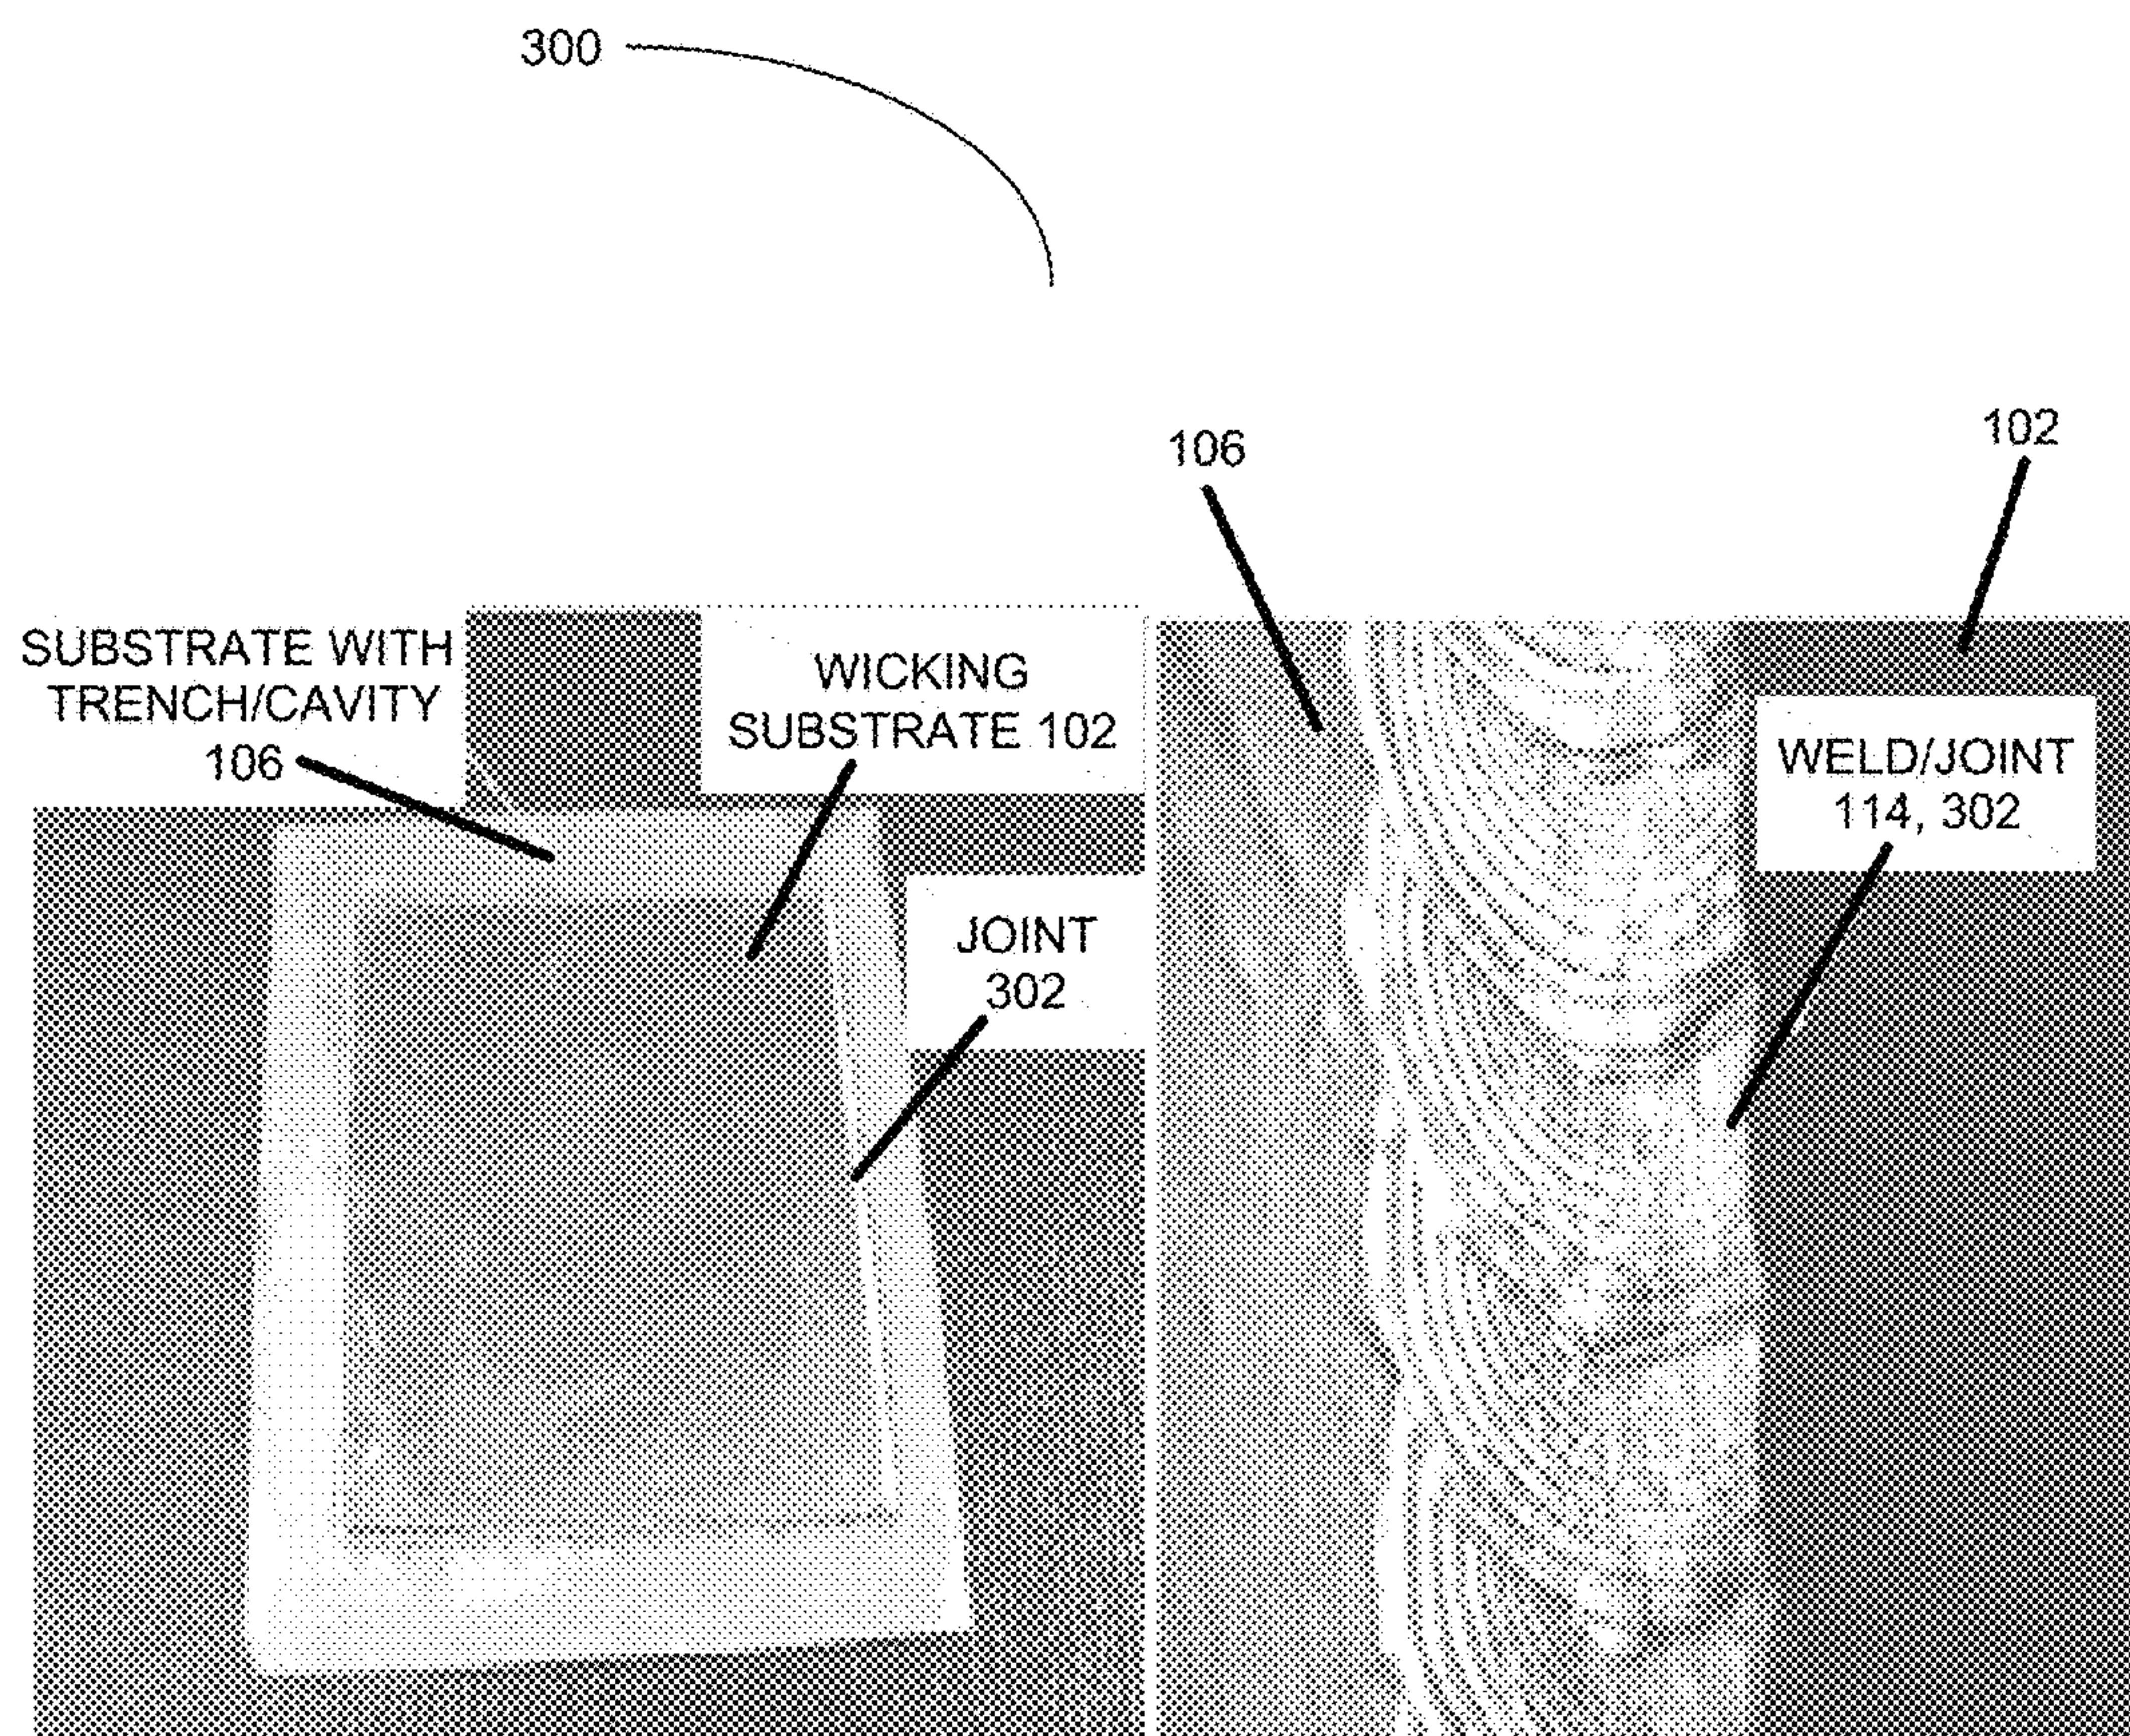 300
106
102
SUBSTRATE WITH
TRENCH/CAVITY
106
WICKING
SUBSTRATE 102
JOINT
302
WELD/JOINT
114, 302